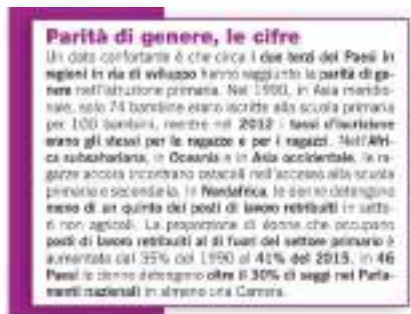 Parità di genere, le cifre
Un dato confortante è che circa i due terzi dei Paesi in
regioni in via di sviluppo hanno raggiunto la parità di ge-
nere nell'istruzione primaria. Nel 1990, in Asia meridio-
nale, solo 74 bambine erano iscritte alla scuola primaria
per 100 bambini, mentre nel 2012 i tassi d'iscrizione
erano gli stessi per le ragazze e per i ragazzi. Nell'Afri-
ca subsahariana, in Oceania e in Asia occidentale, le ra-
gazze ancora incontrano ostacoli nell'accesso alla scuola
primaria e secondaria. In Nordafrica, le donne detengono
meno di un quinto dei posti di lavoro retribuiti in setto-
ri non agricoli. La proporzione di donne che occupano
posti di lavoro retribuiti al di fuori del settore primario è
aumentata dal 35% del 1990 al 41% del 2015. In 46
Paesi le donne detengono oltre il 30% di seggi nei Parla-
menti nazionali in almeno una Camera.